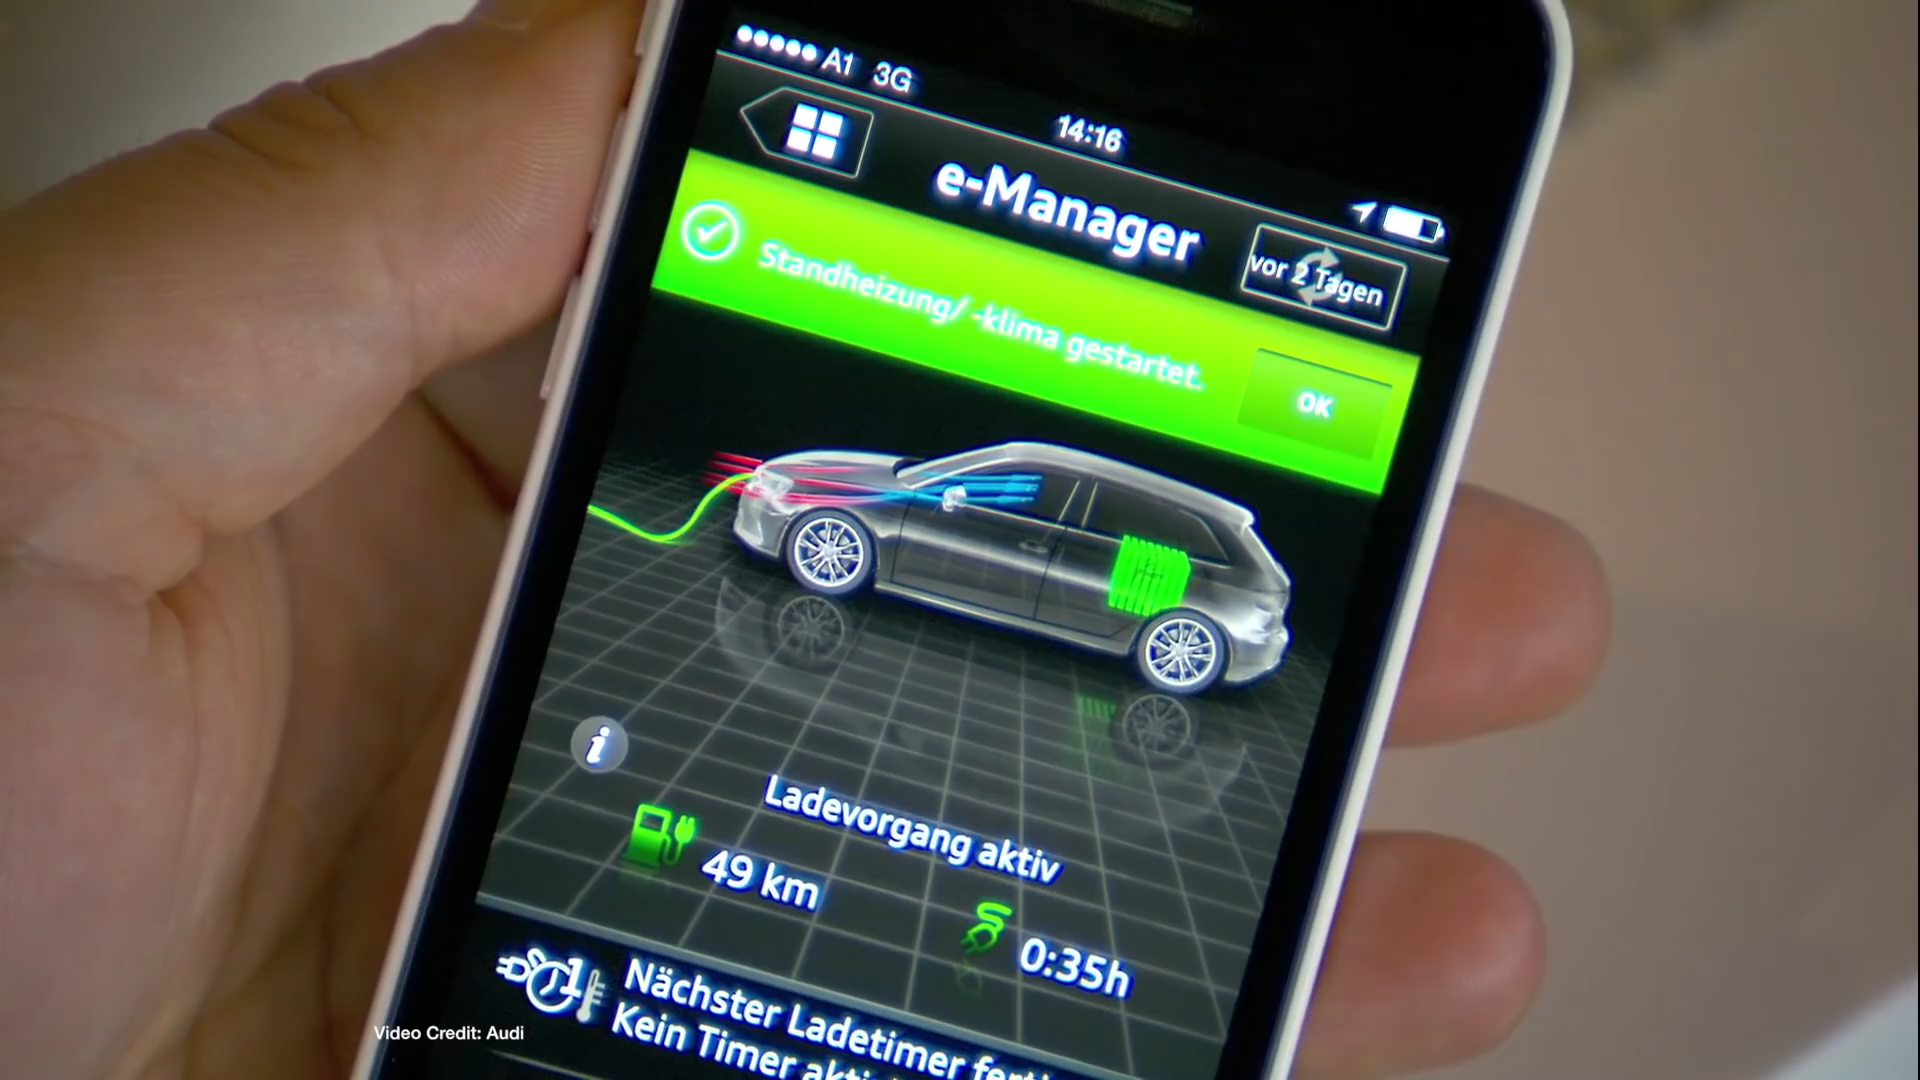 A1 3G
14:16
e-Manager
vor 2 Tagen
Standheizung/ -klima gestartet.
OK
i
Ladevorgang aktiv
49 km
0:35h
Nächster Ladetimer
Kein Timer
Video Credit: Audi